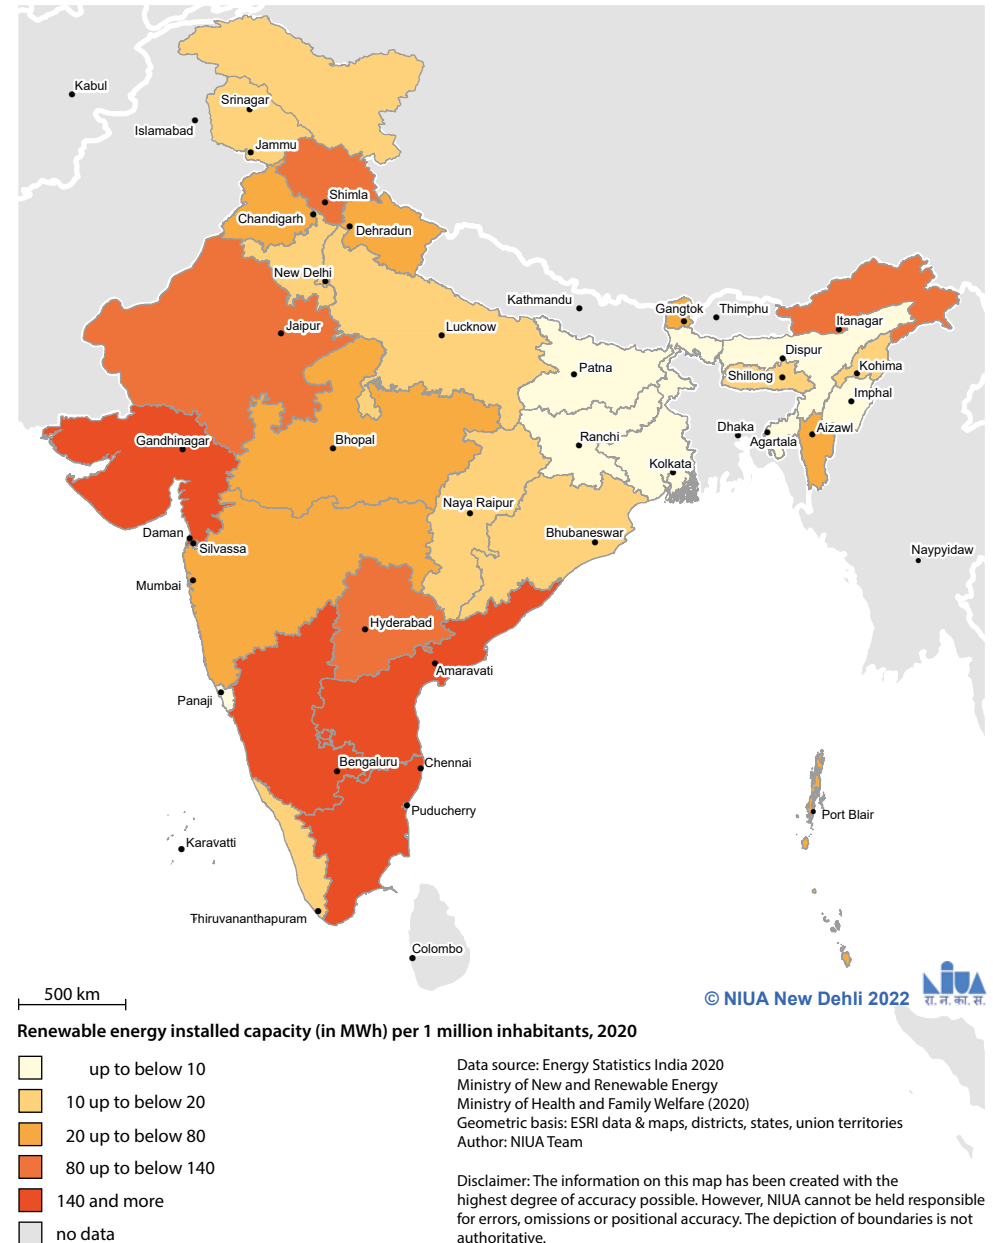 Kabul
Srinagar
Islamabad
Jammu
Shimla
Chandigarh
Dehradun
New Delhi
Kathmandu
Gangtok
Thimphu
Jaipur
Lucknow
Itanagar
Dispur
Patna
Shillong
Kohima
Imphal
Gandhinagar
Bhopal
Ranchi
Dhaka
Agartala
Aizawl
Kolkata
Naya Raipur
Daman
Silvassa
Bhubaneswar
Naypyidaw
Mumbai
Hyderabad
Amaravati
Panaji
Bengaluru
Chennai
Puducherry
Port Blair
Karavatti
Thiruvananthapuram
Colombo
NIUA
रा. न. का. सं.
500 km
© NIUA New Dehli 2022
Renewable energy installed capacity (in MWh) per 1 million inhabitants, 2020
up to below 10
10 up to below 20
20 up to below 80
80 up to below 140
140 and more
no data
Data source: Energy Statistics India 2020
Ministry of New and Renewable Energy
Ministry of Health and Family Welfare (2020)
Geometric basis: ESRI data & maps, districts, states, union territories
Author: NIUA Team
Disclaimer: The information on this map has been created with the
highest degree of accuracy possible. However, NIUA cannot be held responsible
for errors, omissions or positional accuracy. The depiction of boundaries is not
authoritative.